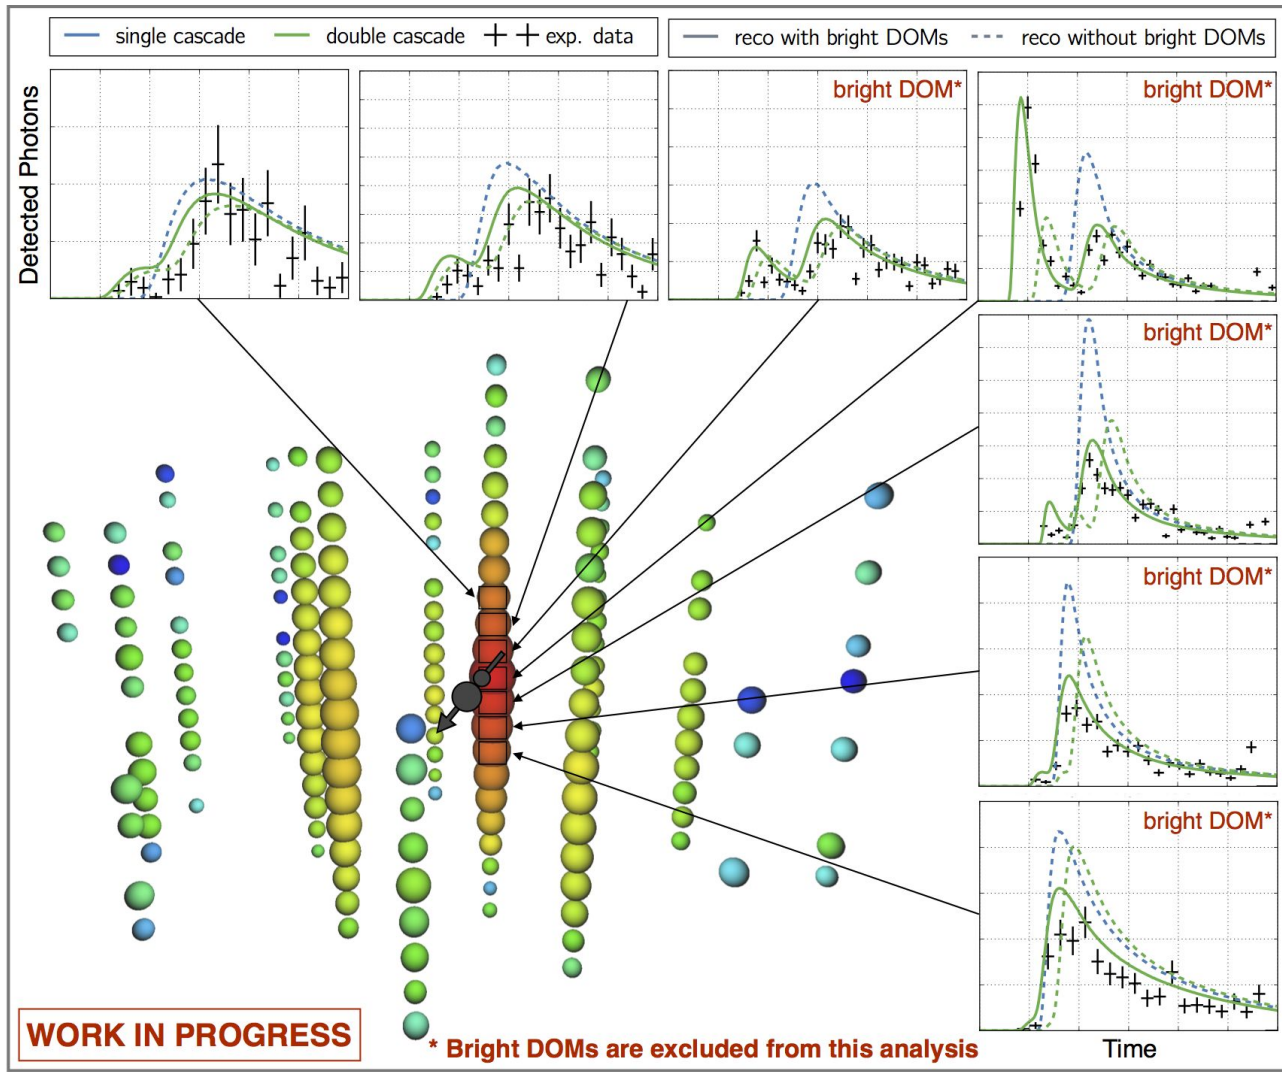 single cascade double cascade exp. data
reco with bright DOMs reco without bright DOMs
Detected Photons
bright DOM*
bright DOM*
bright DOM*
bright DOM*
bright DOM*
WORK IN PROGRESS
* Bright DOMs are excluded from this analysis
Time